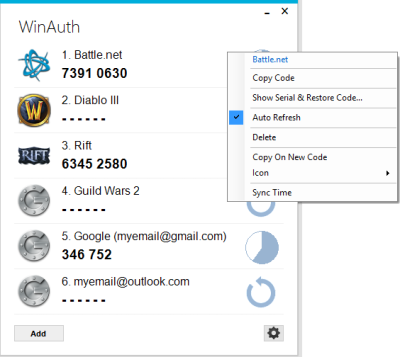 WinAuth
1. Battle.net
7391 0630
2. Diablo III
- - - - - -
3. Rift
RIFT
6345 2580
4. Guild Wars 2
- - - - - -
5. Google (myemail@gmail.com)
346 752
6. myemail@outlook.com
- - - - - -
Add
Battle.net
Copy Code
Show Serial & Restore Code...
Auto Refresh
Delete
Copy On New Code
Icon
Sync Time